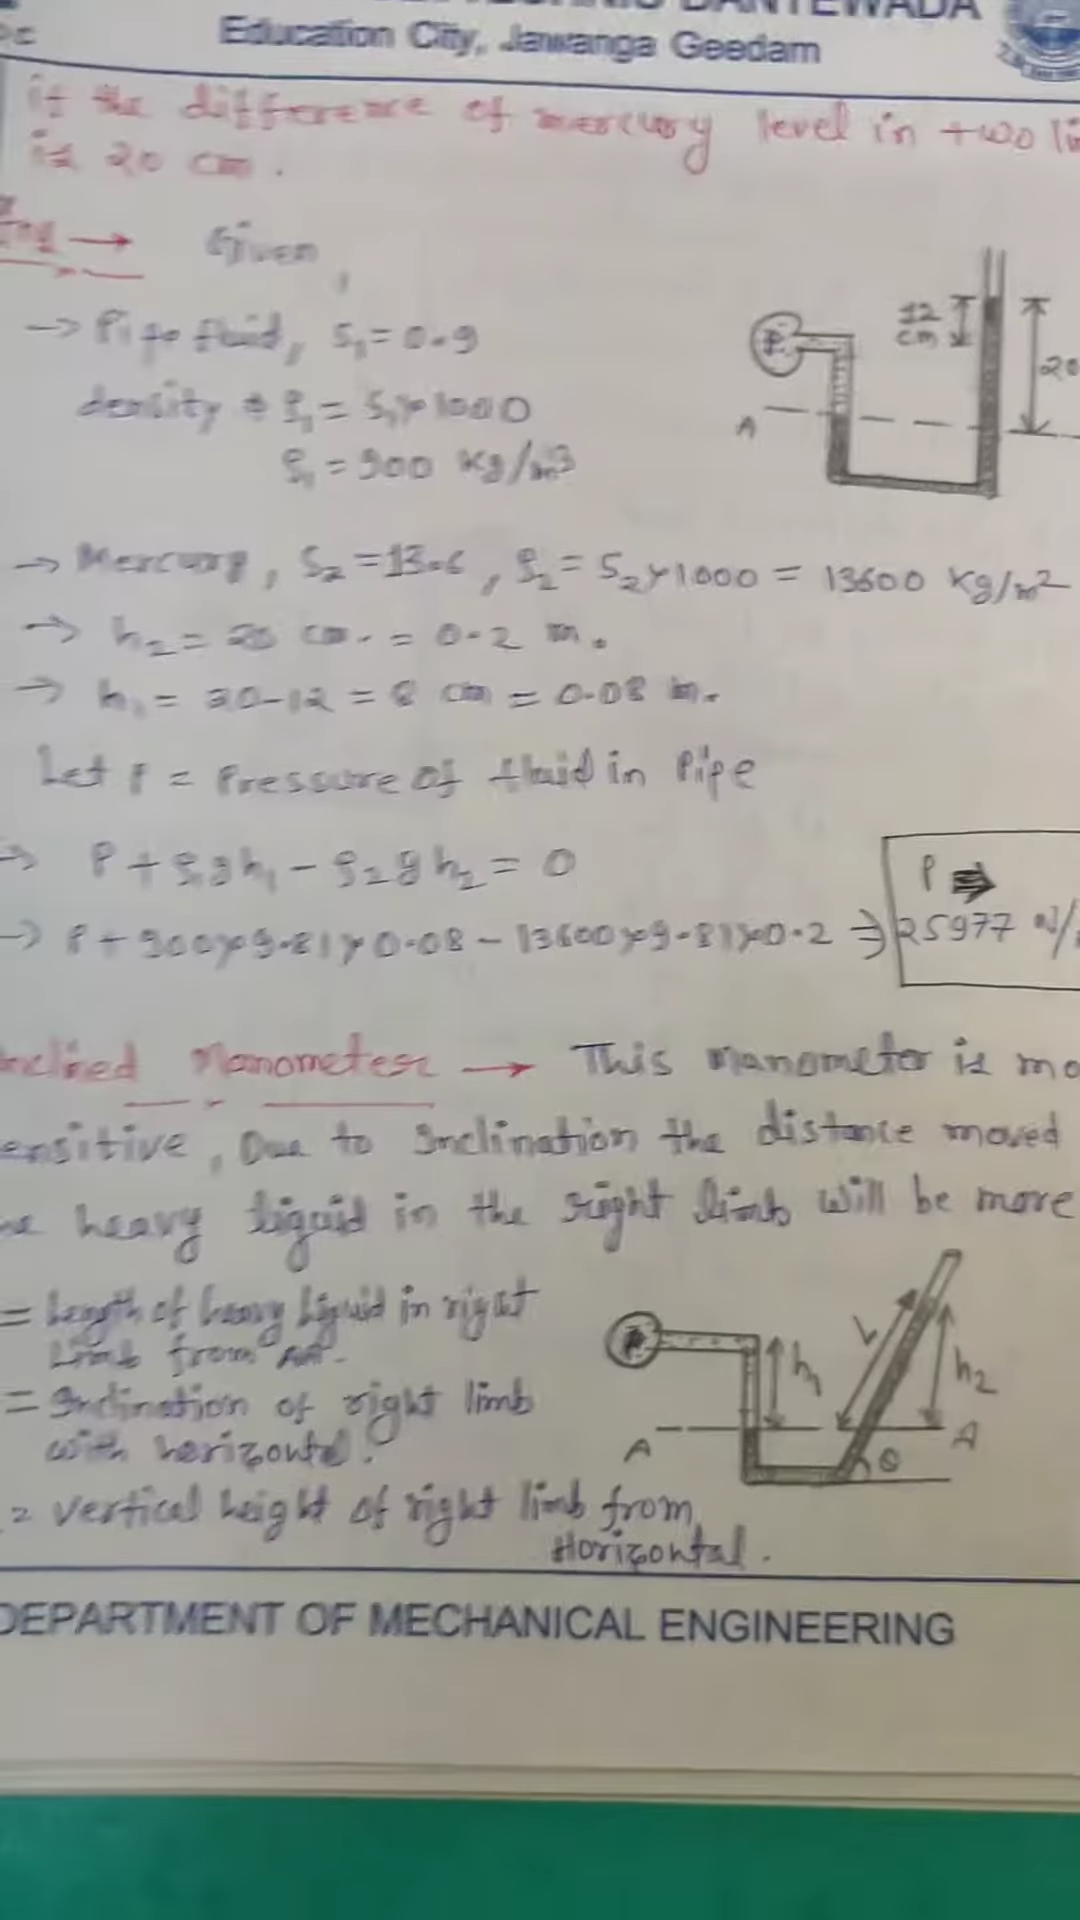 DANTEWADA
Education City, Jawanga Geedam
if the difference of mercury level in two li
is 20 cm.
Given,
→ Pipe fluid, S₁ = 0.9
density ρ₁ = S₁×1000
ρ₁ = 900 kg/m3
→ Mercury, S₂ = 13.6, ρ₂ = S₂×1000 = 13600 kg/m2
→ h₂ = 20 cm. = 0.2 m.
→ h₁ = 20-12 = 8 cm = 0.08 m.
12 cm
20
P
A
Let P = Pressure of fluid in Pipe
⇒ P + ρ₁gh₁ - ρ₂gh₂ = 0
→ P + 900×9.81×0.08 - 13600×9.81×0.2 ⇒ P ⇒ 25977 N/
nclined Manometer → This manometer is mo
ensitive, Due to Inclination the distance moved
he heavy liquid in the right limb will be more
= Length of heavy liquid in right
limb from AA.
= Inclination of right limb
with horizontal.
= vertical height of right limb from
Horizontal.
P
h₁
L
h₂
A
A
θ
DEPARTMENT OF MECHANICAL ENGINEERING